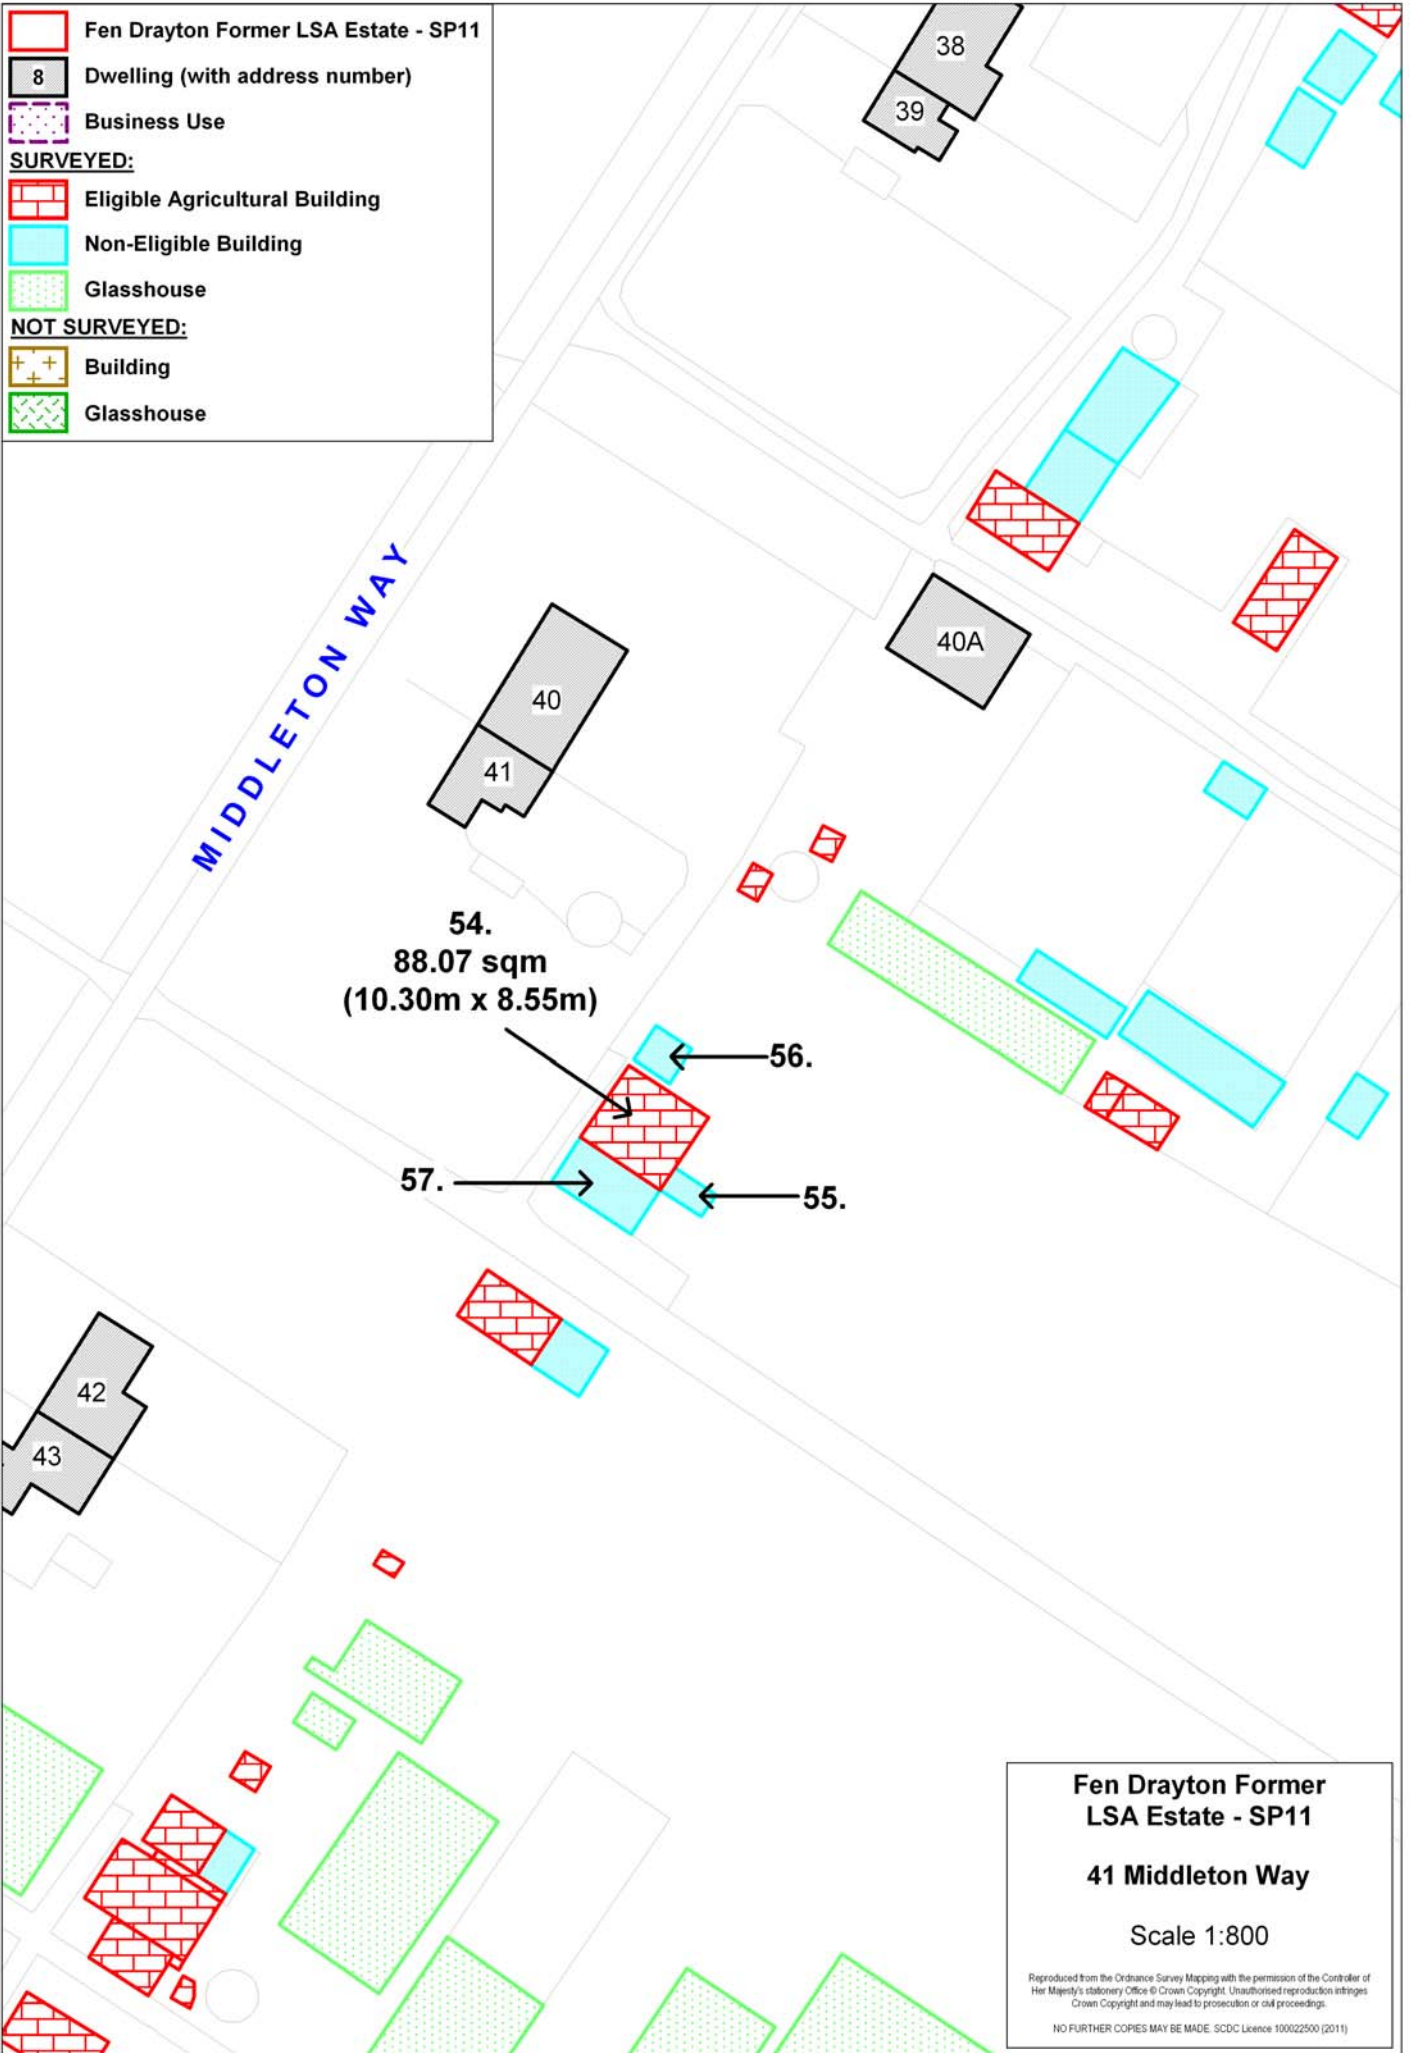 Fen Drayton Former LSA Estate - SP11
8 Dwelling (with address number)
Business Use
SURVEYED:
Eligible Agricultural Building
Non-Eligible Building
Glasshouse
NOT SURVEYED:
Building
Glasshouse
38
39
MIDDLETON WAY
40A
40
41
54.
88.07 sqm
(10.30m x 8.55m)
56.
57.
55.
42
43
Fen Drayton Former
LSA Estate - SP11
41 Middleton Way
Scale 1:800
Reproduced from the Ordnance Survey Mapping with the permission of the Controller of
Her Majesty's stationery Office © Crown Copyright. Unauthorised reproduction infringes
Crown Copyright and may lead to prosecution or civil proceedings.
NO FURTHER COPIES MAY BE MADE. SCDC Licence 100022500 (2011)